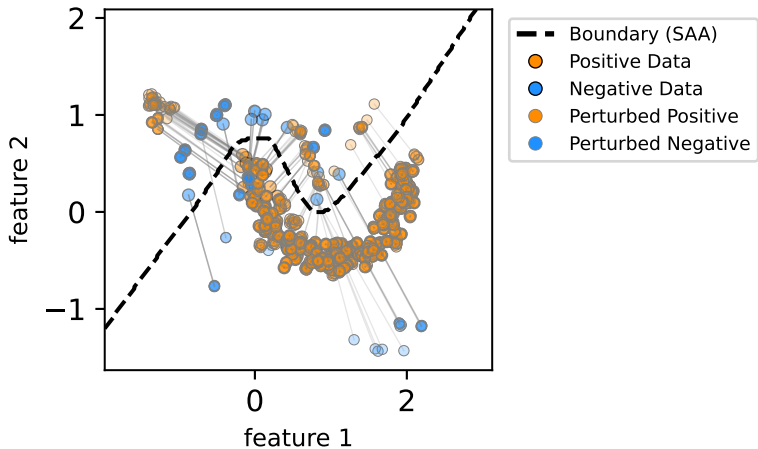 2
1
0
−1
feature 2
0
2
feature 1
Boundary (SAA)
Positive Data
Negative Data
Perturbed Positive
Perturbed Negative